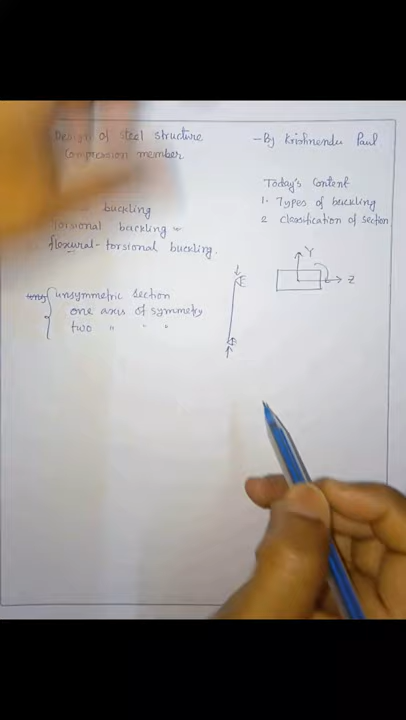 Design of steel structure
Compression member
- By Krishnendu Paul
Today's Content
1. Types of buckling
2 Classification of section
buckling
torsional buckling
flexural-torsional buckling.
unsymmetric section
one axis of symmetry
two " " "
Y
Z